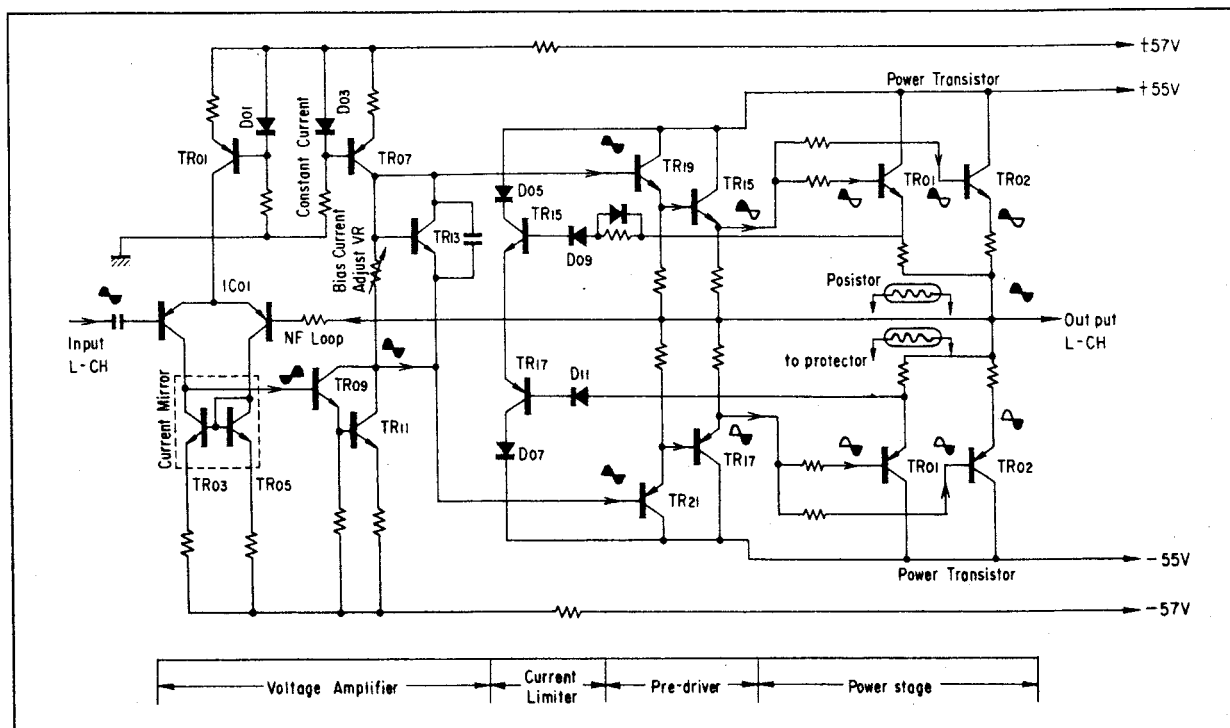 +57V
Power Transistor
+55V
D01
Constant Current
D03
TR01
TR07
TR19
TR15
TR01
TR02
D05
TR15
Bias Current
Adjust VR
TR13
D09
IC01
Posistor
Input
L-CH
NF Loop
Output
L-CH
to protector
TR17
D11
TR09
Current Mirror
TR11
D07
TR17
TR01
TR02
TR03
TR05
TR21
-55V
Power Transistor
-57V
Voltage Amplifier
Current
Limiter
Pre-driver
Power stage